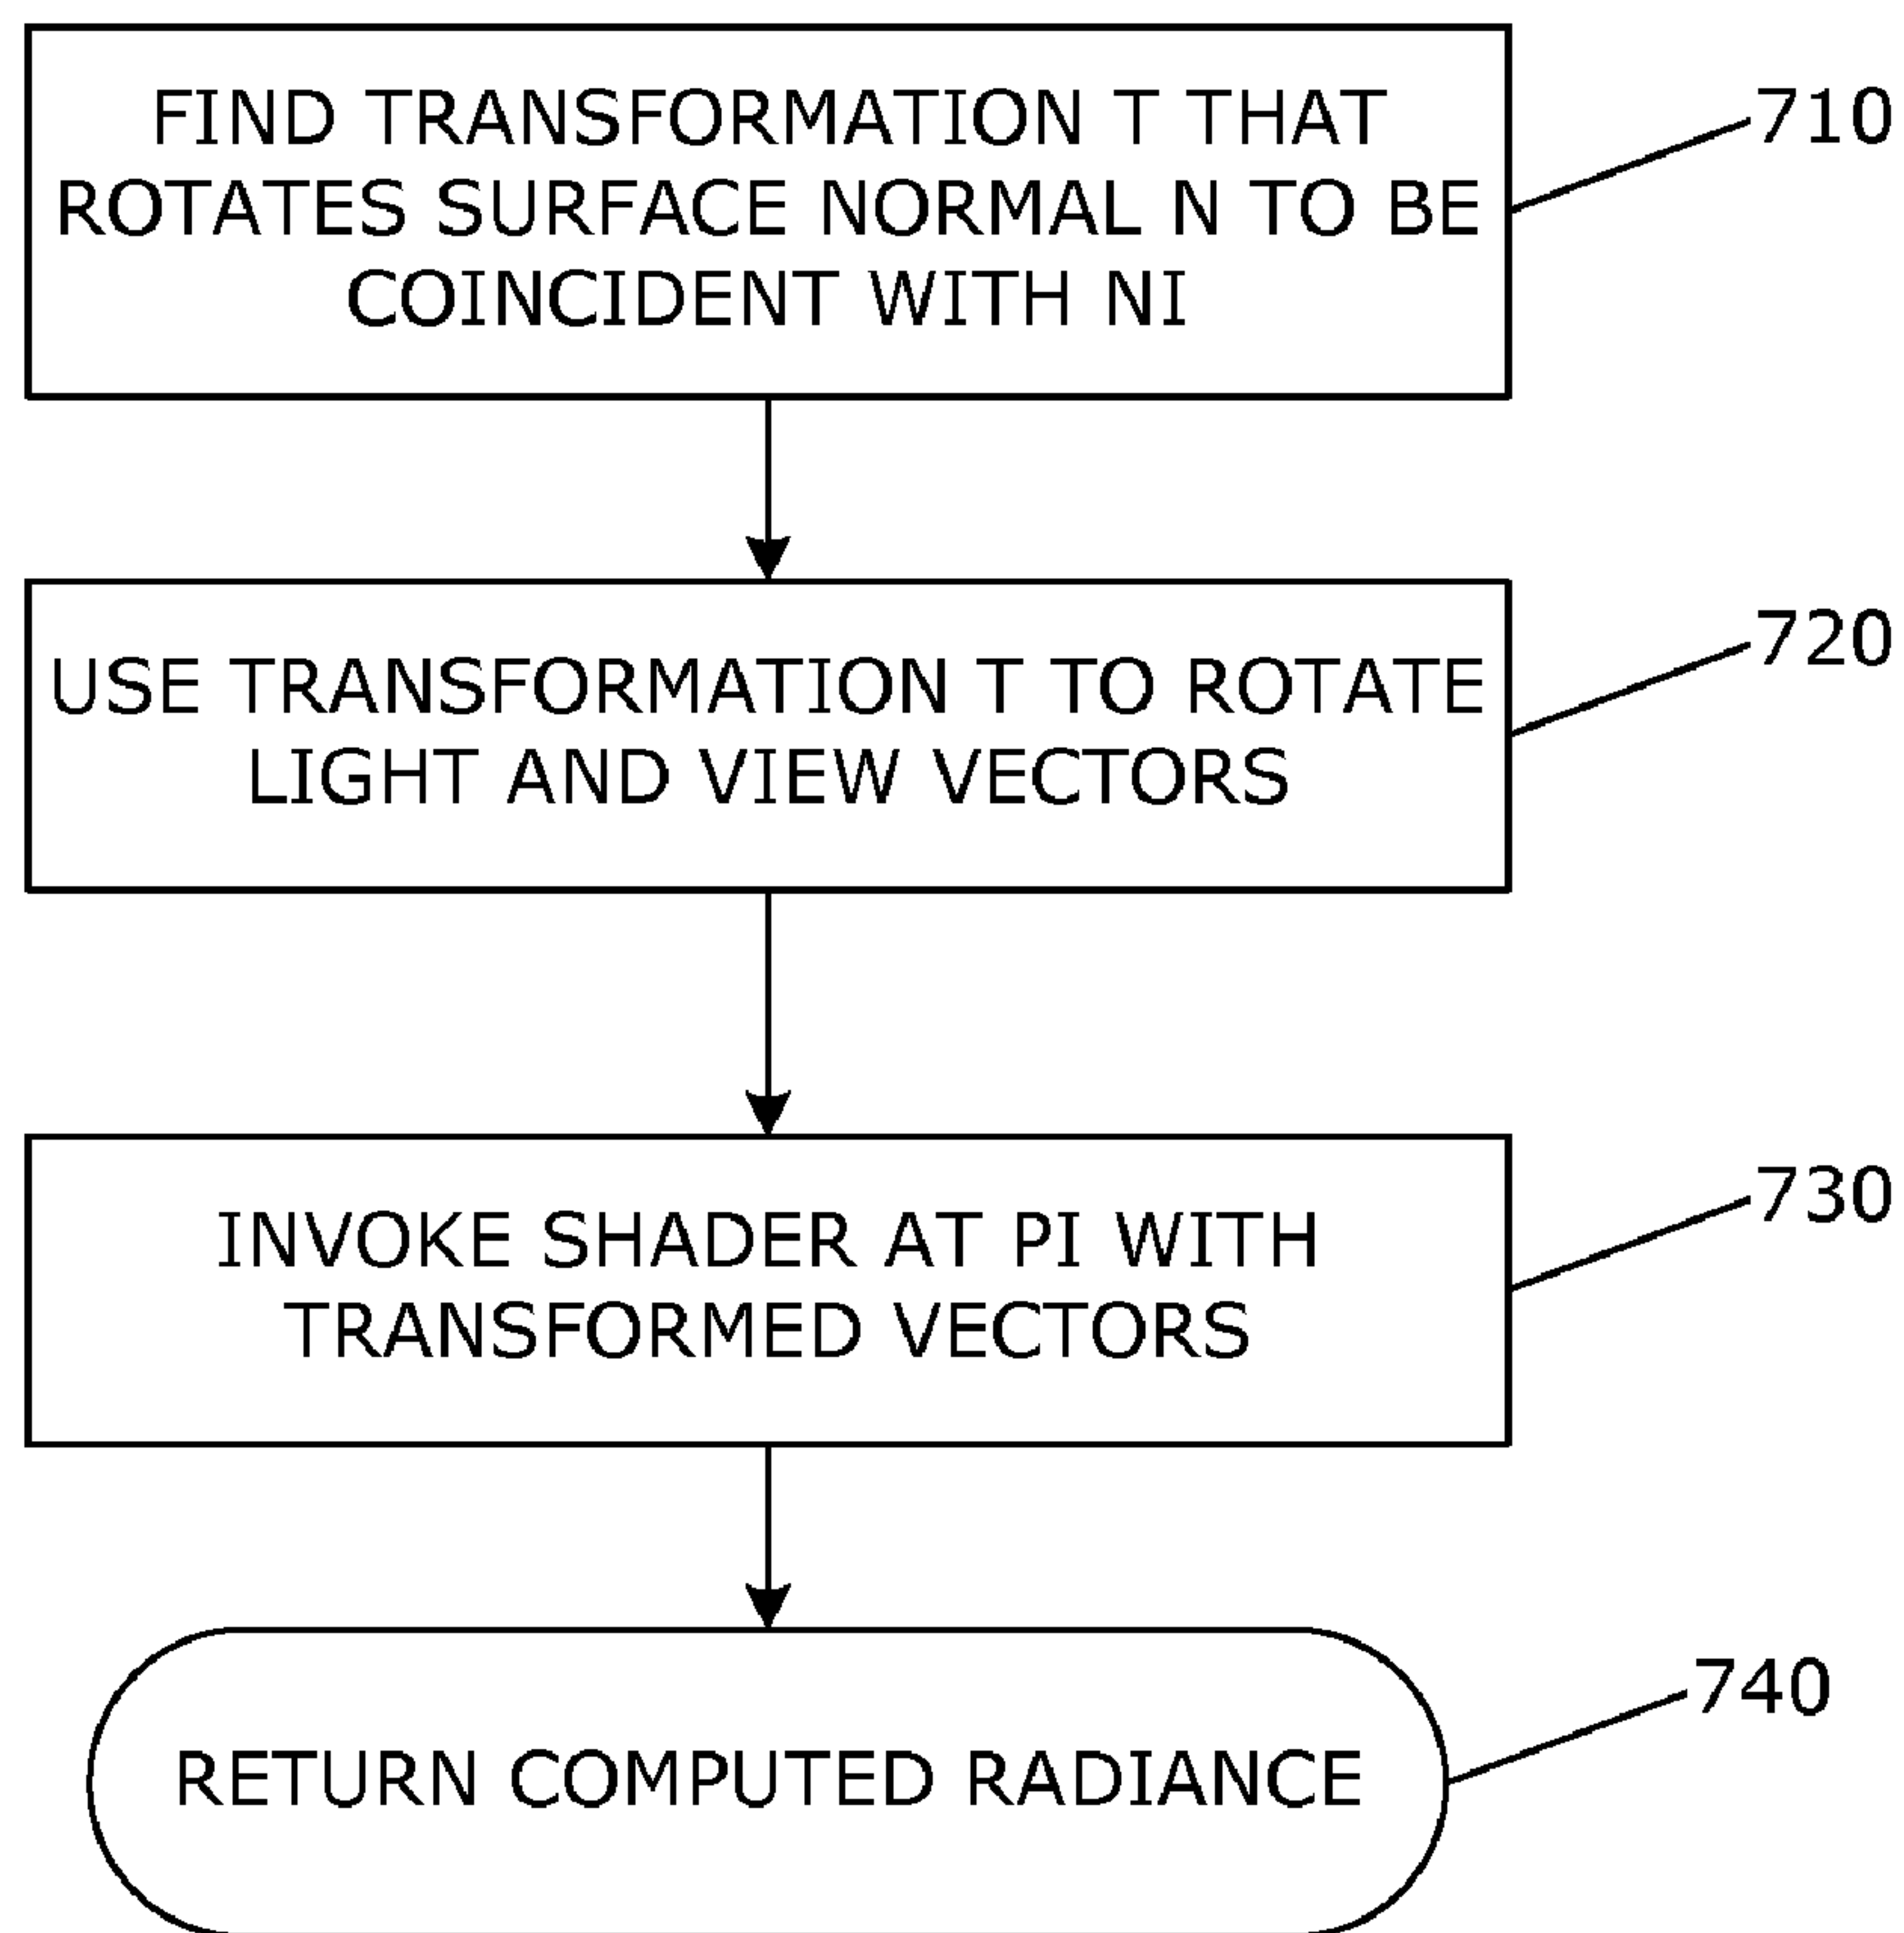 FIND TRANSFORMATION T THAT
ROTATES SURFACE NORMAL N TO BE
COINCIDENT WITH NI
710
USE TRANSFORMATION T TO ROTATE
LIGHT AND VIEW VECTORS
720
INVOKE SHADER AT PI WITH
TRANSFORMED VECTORS
730
RETURN COMPUTED RADIANCE
740